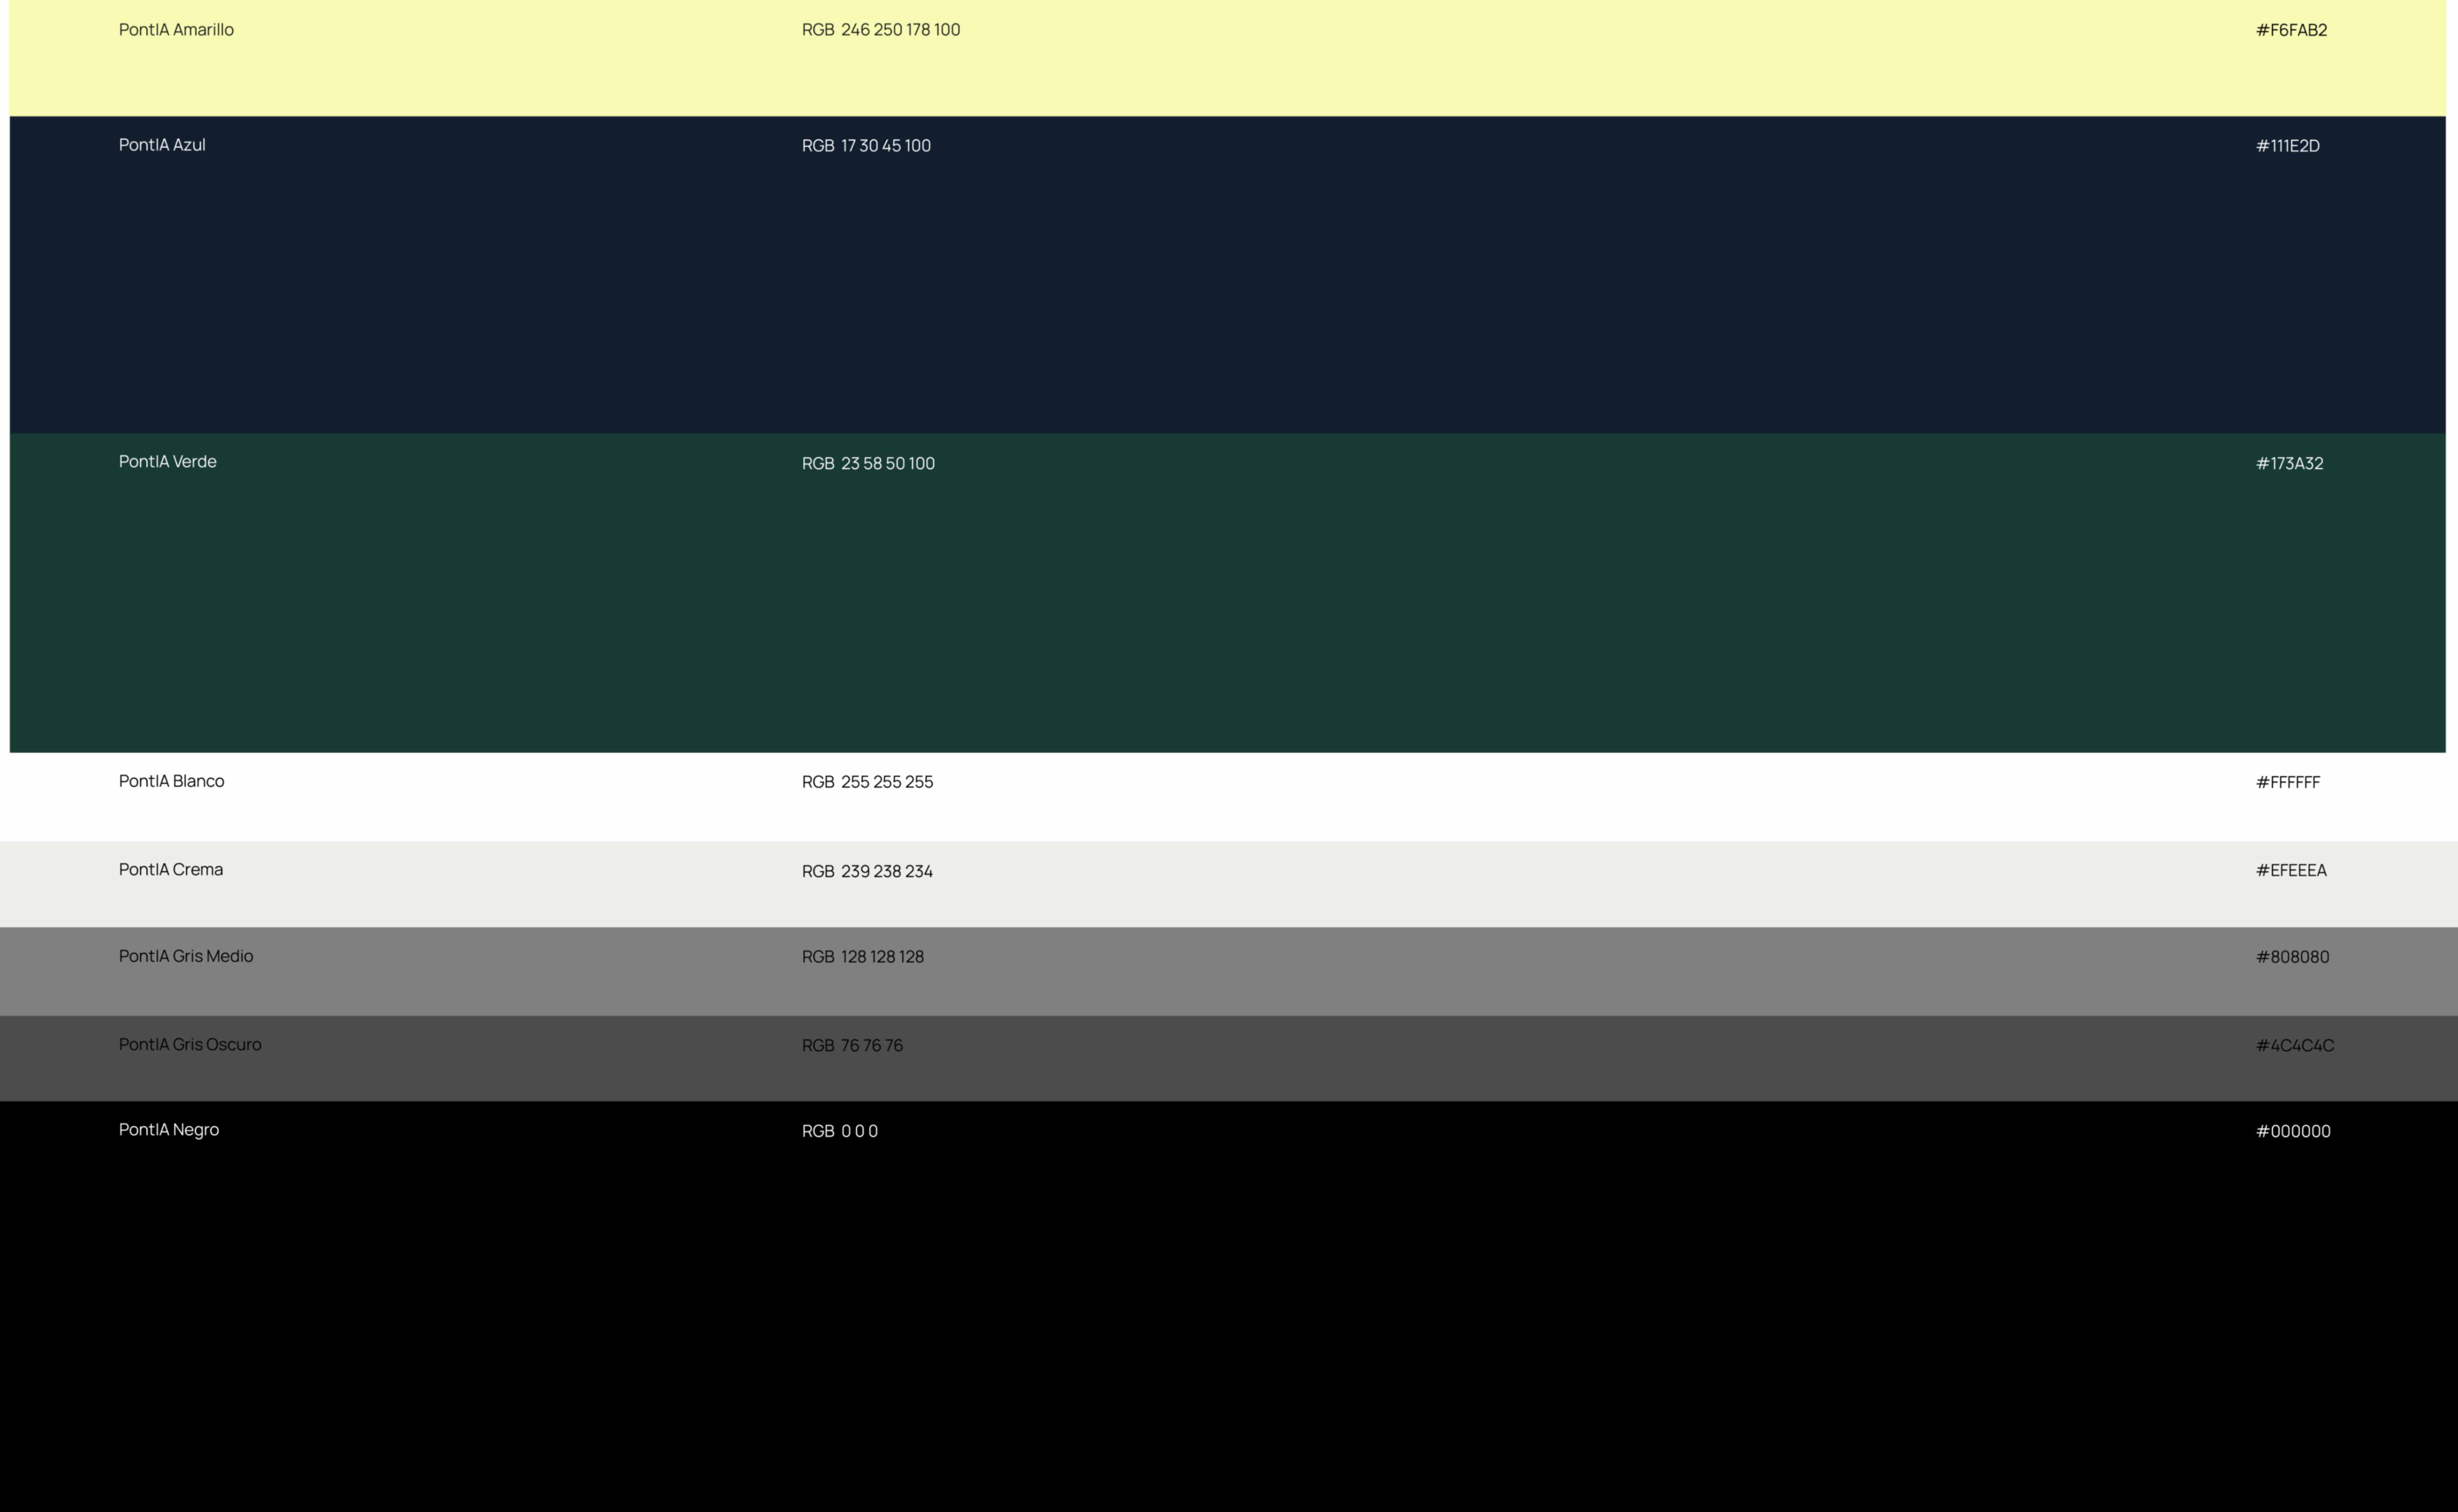 PontIA Amarillo RGB 246 250 178 100 #F6FAB2
PontIA Azul RGB 17 30 45 100 #111E2D
PontIA Verde RGB 23 58 50 100 #173A32
PontIA Blanco RGB 255 255 255 #FFFFFF
PontIA Crema RGB 239 238 234 #EFEEEA
PontIA Gris Medio RGB 128 128 128 #808080
PontIA Gris Oscuro RGB 76 76 76 #4C4C4C
PontIA Negro RGB 0 0 0 #000000